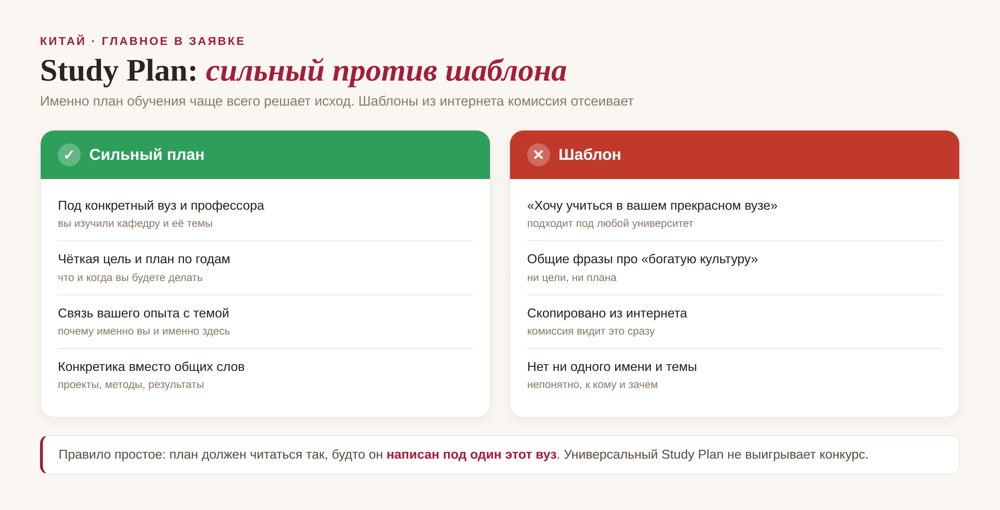 КИТАЙ · ГЛАВНОЕ В ЗАЯВКЕ
Study Plan: сильный против шаблона
Именно план обучения чаще всего решает исход. Шаблоны из интернета комиссия отсеивает
✓ Сильный план
Под конкретный вуз и профессора
вы изучили кафедру и её темы
Чёткая цель и план по годам
что и когда вы будете делать
Связь вашего опыта с темой
почему именно вы и именно здесь
Конкретика вместо общих слов
проекты, методы, результаты
✕ Шаблон
«Хочу учиться в вашем прекрасном вузе»
подходит под любой университет
Общие фразы про «богатую культуру»
ни цели, ни плана
Скопировано из интернета
комиссия видит это сразу
Нет ни одного имени и темы
непонятно, к кому и зачем
Правило простое: план должен читаться так, будто он написан под один этот вуз. Универсальный Study Plan не выигрывает конкурс.